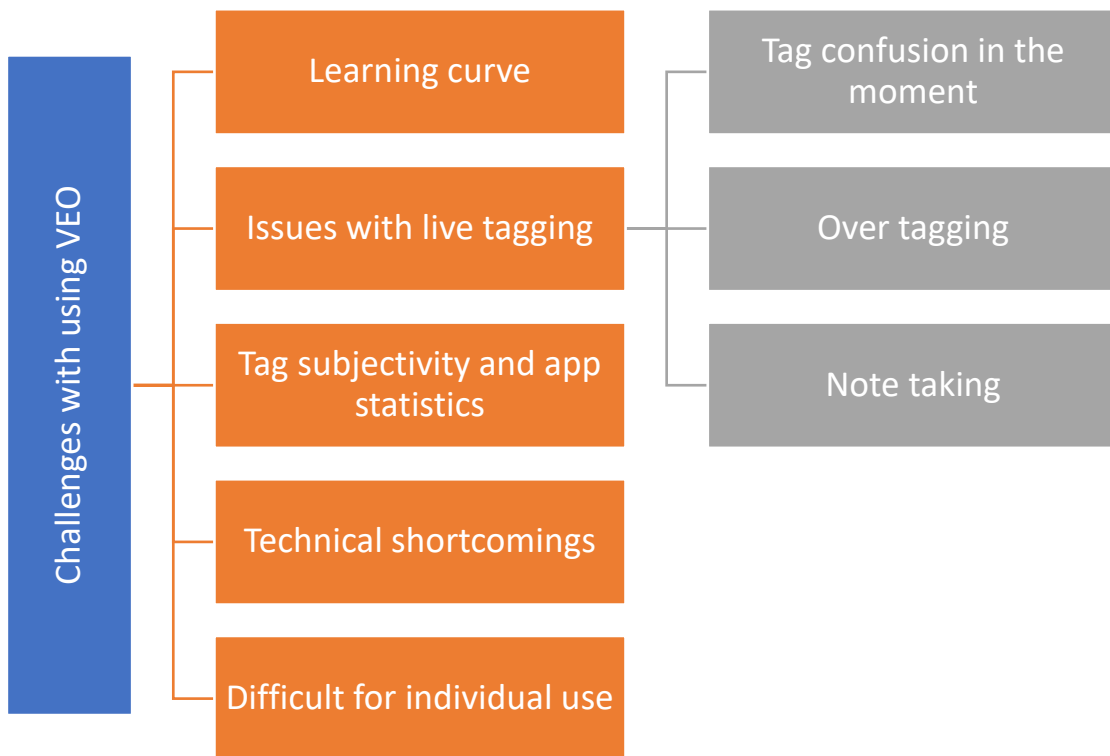 Challenges with using VEO
Learning curve
Issues with live tagging
Tag subjectivity and app
statistics
Technical shortcomings
Difficult for individual use
Tag confusion in the
moment
Over tagging
Note taking